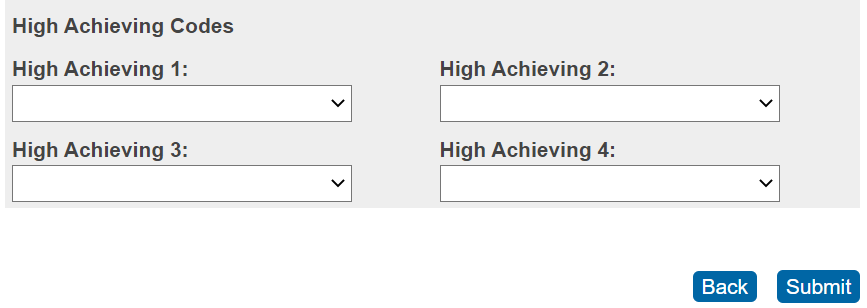 High Achieving Codes
High Achieving 1:
High Achieving 2:
High Achieving 3:
High Achieving 4:
Back
Submit